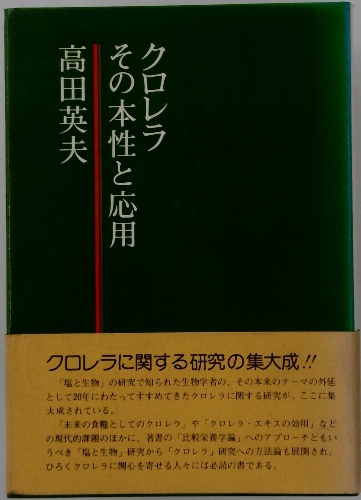 クロレラ
その本性と応用
高田英夫
クロレラに関する研究の集大成!!
「塩と生物」の研究で知られた生物学者の、その本来のテーマの外延
として20年にわたってすすめてきたクロレラに関する研究が、ここに集
大成されている。
「未来の食糧としてのクロレラ」や「クロレラ・エキスの効用」など
の現代的課題のほかに、著書の「比較栄養学論」へのアプローチともい
うべき「塩と生物」研究から「クロレラ」研究への方法論も展開され、
ひろくクロレラに関心を寄せる人々には必読の書である。